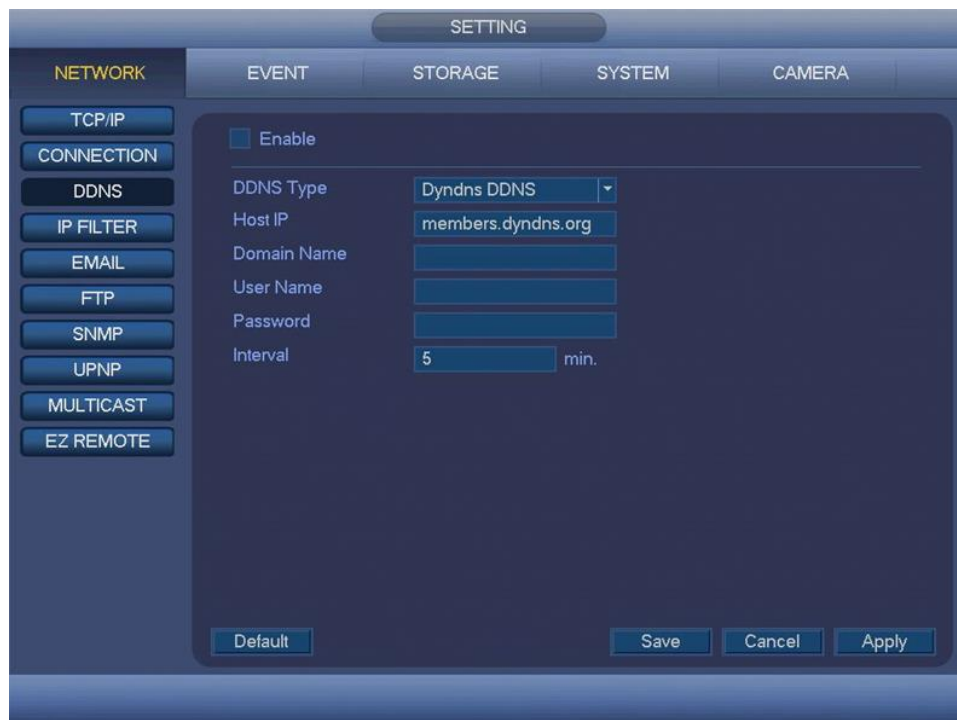 SETTING
NETWORK EVENT STORAGE SYSTEM CAMERA
TCP/IP
CONNECTION
DDNS
IP FILTER
EMAIL
FTP
SNMP
UPNP
MULTICAST
EZ REMOTE
Enable
DDNS Type Dyndns DDNS
Host IP members.dyndns.org
Domain Name
User Name
Password
Interval 5 min.
Default Save Cancel Apply